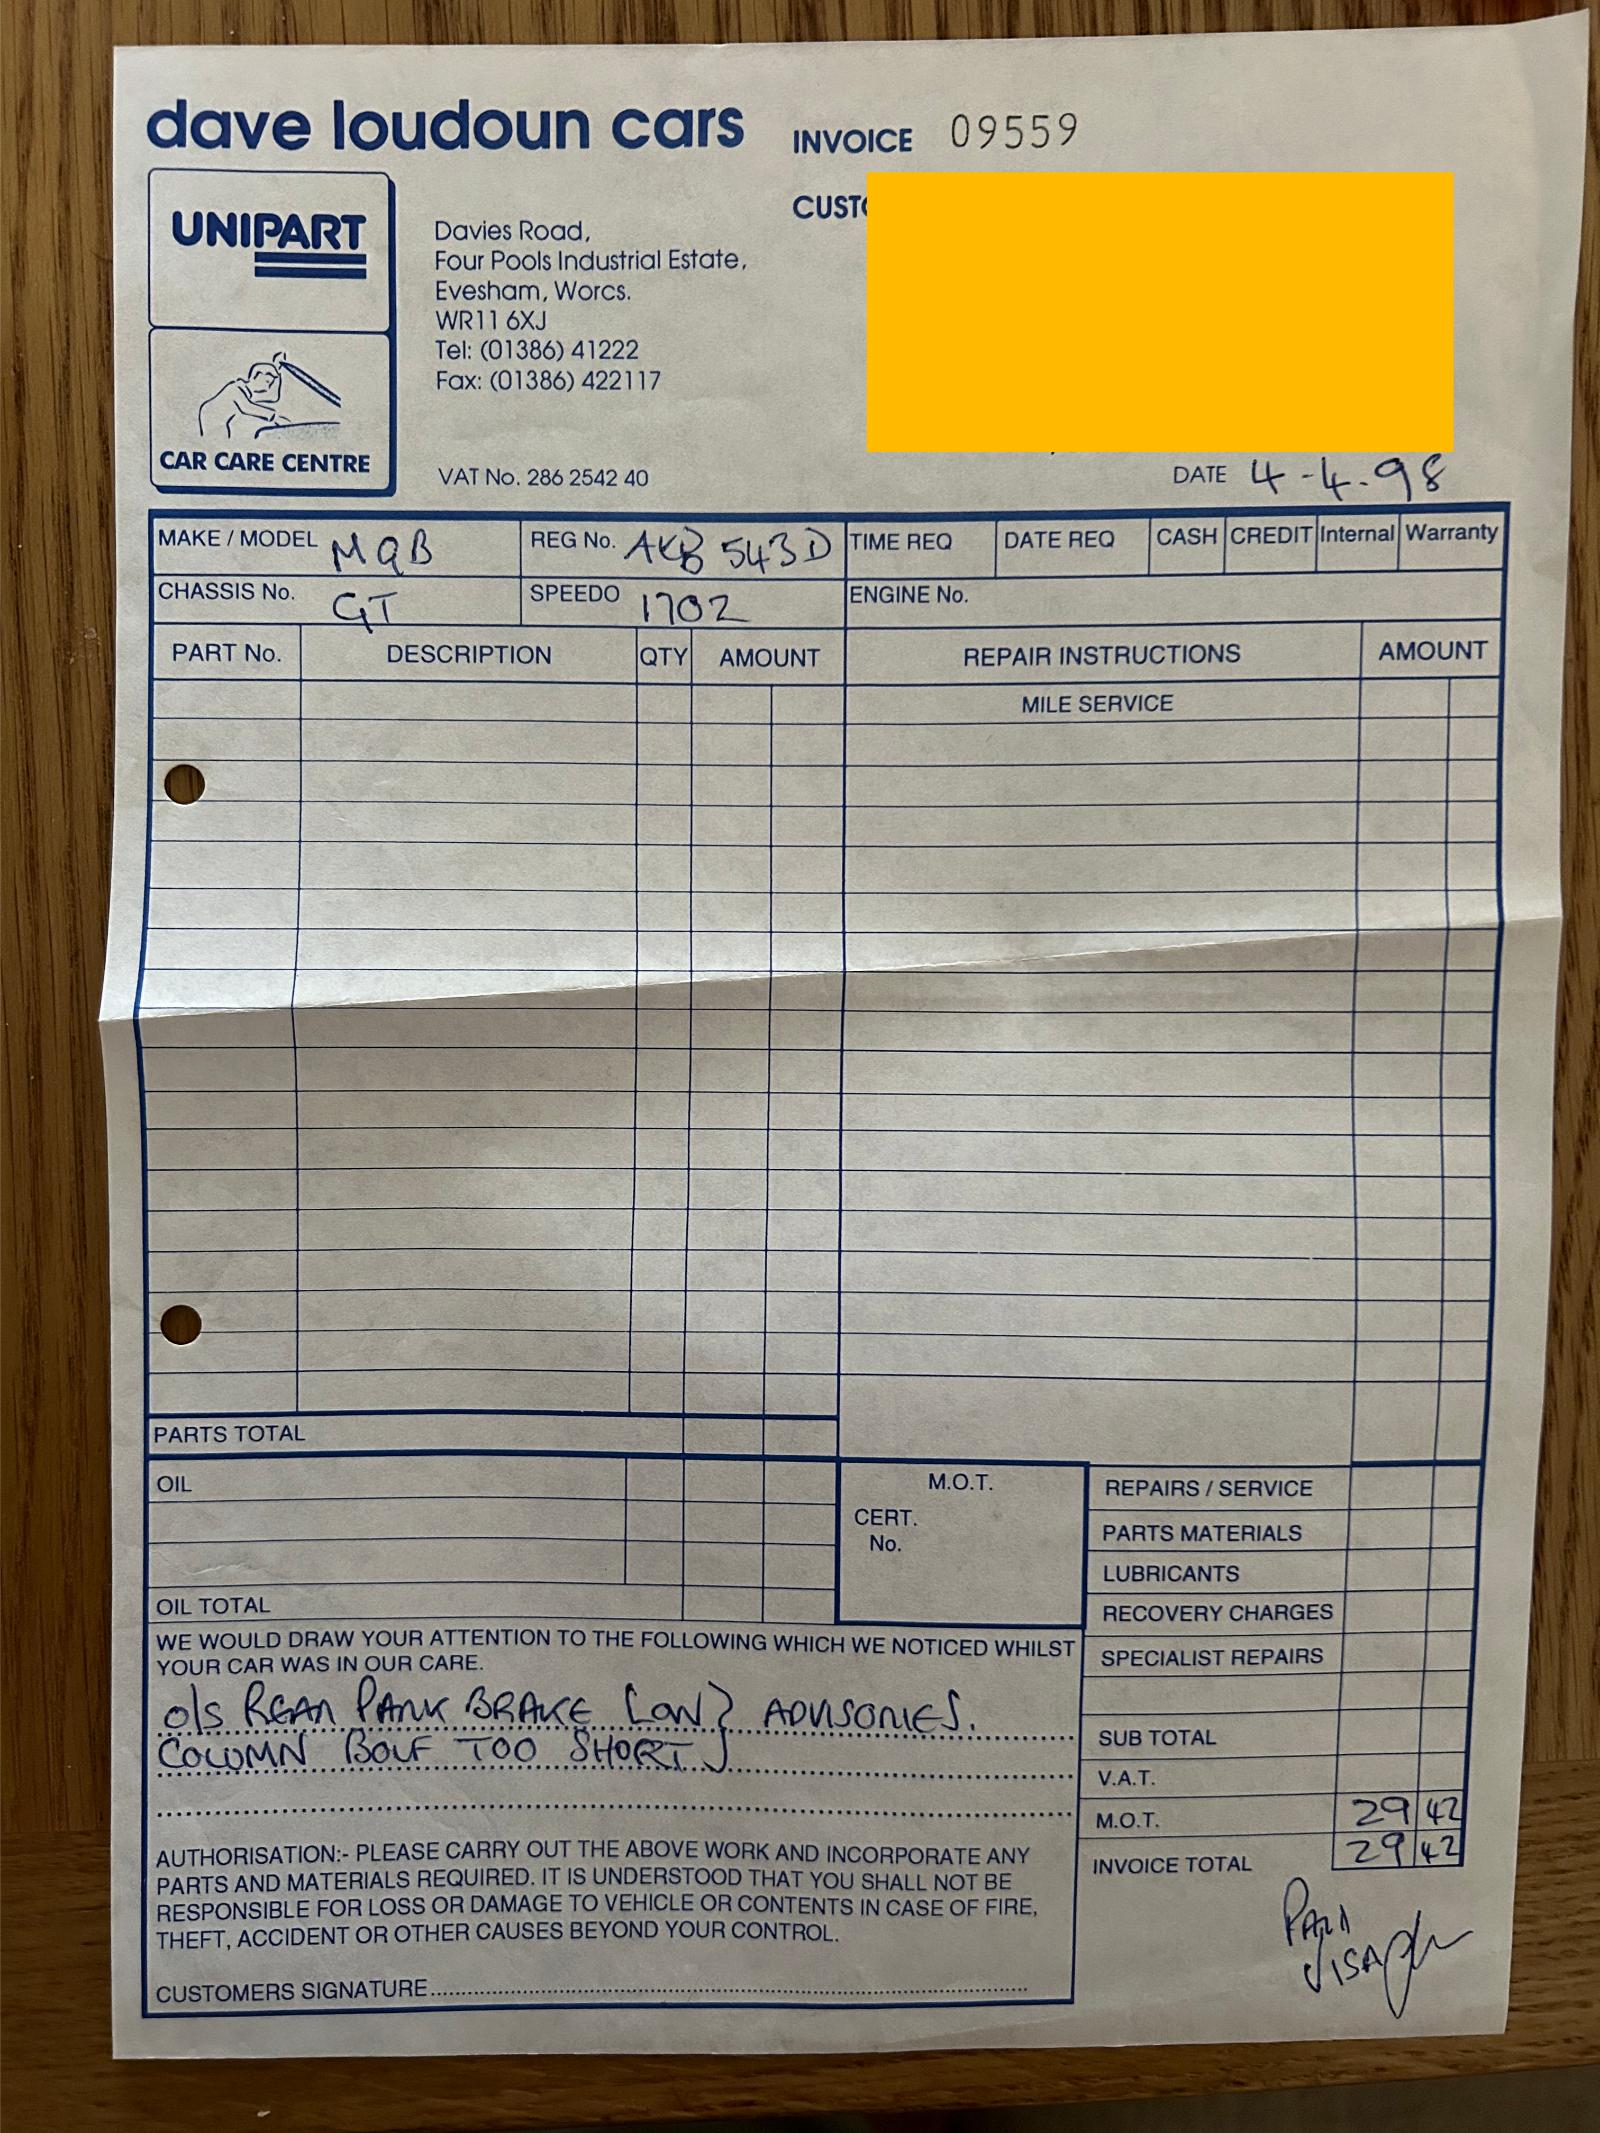 dave loudoun cars
INVOICE 09559
UNIPART
CAR CARE CENTRE
Davies Road,
Four Pools Industrial Estate,
Evesham, Worcs.
WR11 6XJ
Tel: (01386) 41222
Fax: (01386) 422117
VAT No. 286 2542 40
CUSTO
DATE 4-4.98
MAKE / MODEL MGB
REG No. AKB 543D
TIME REQ
DATE REQ
CASH
CREDIT
Internal
Warranty
CHASSIS No. GT
SPEEDO 1702
ENGINE No.
PART No.
DESCRIPTION
QTY
AMOUNT
REPAIR INSTRUCTIONS
AMOUNT
MILE SERVICE
PARTS TOTAL
OIL
OIL TOTAL
M.O.T.
CERT.
No.
REPAIRS / SERVICE
PARTS MATERIALS
LUBRICANTS
RECOVERY CHARGES
SPECIALIST REPAIRS
SUB TOTAL
V.A.T.
M.O.T. 29 42
INVOICE TOTAL 29 42
WE WOULD DRAW YOUR ATTENTION TO THE FOLLOWING WHICH WE NOTICED WHILST
YOUR CAR WAS IN OUR CARE.
O/S REAR PARK BRAKE LOW } ADVISORIES.
COLUMN BOLT TOO SHORT
AUTHORISATION:- PLEASE CARRY OUT THE ABOVE WORK AND INCORPORATE ANY
PARTS AND MATERIALS REQUIRED. IT IS UNDERSTOOD THAT YOU SHALL NOT BE
RESPONSIBLE FOR LOSS OR DAMAGE TO VEHICLE OR CONTENTS IN CASE OF FIRE,
THEFT, ACCIDENT OR OTHER CAUSES BEYOND YOUR CONTROL.
CUSTOMERS SIGNATURE
PAID
VISA